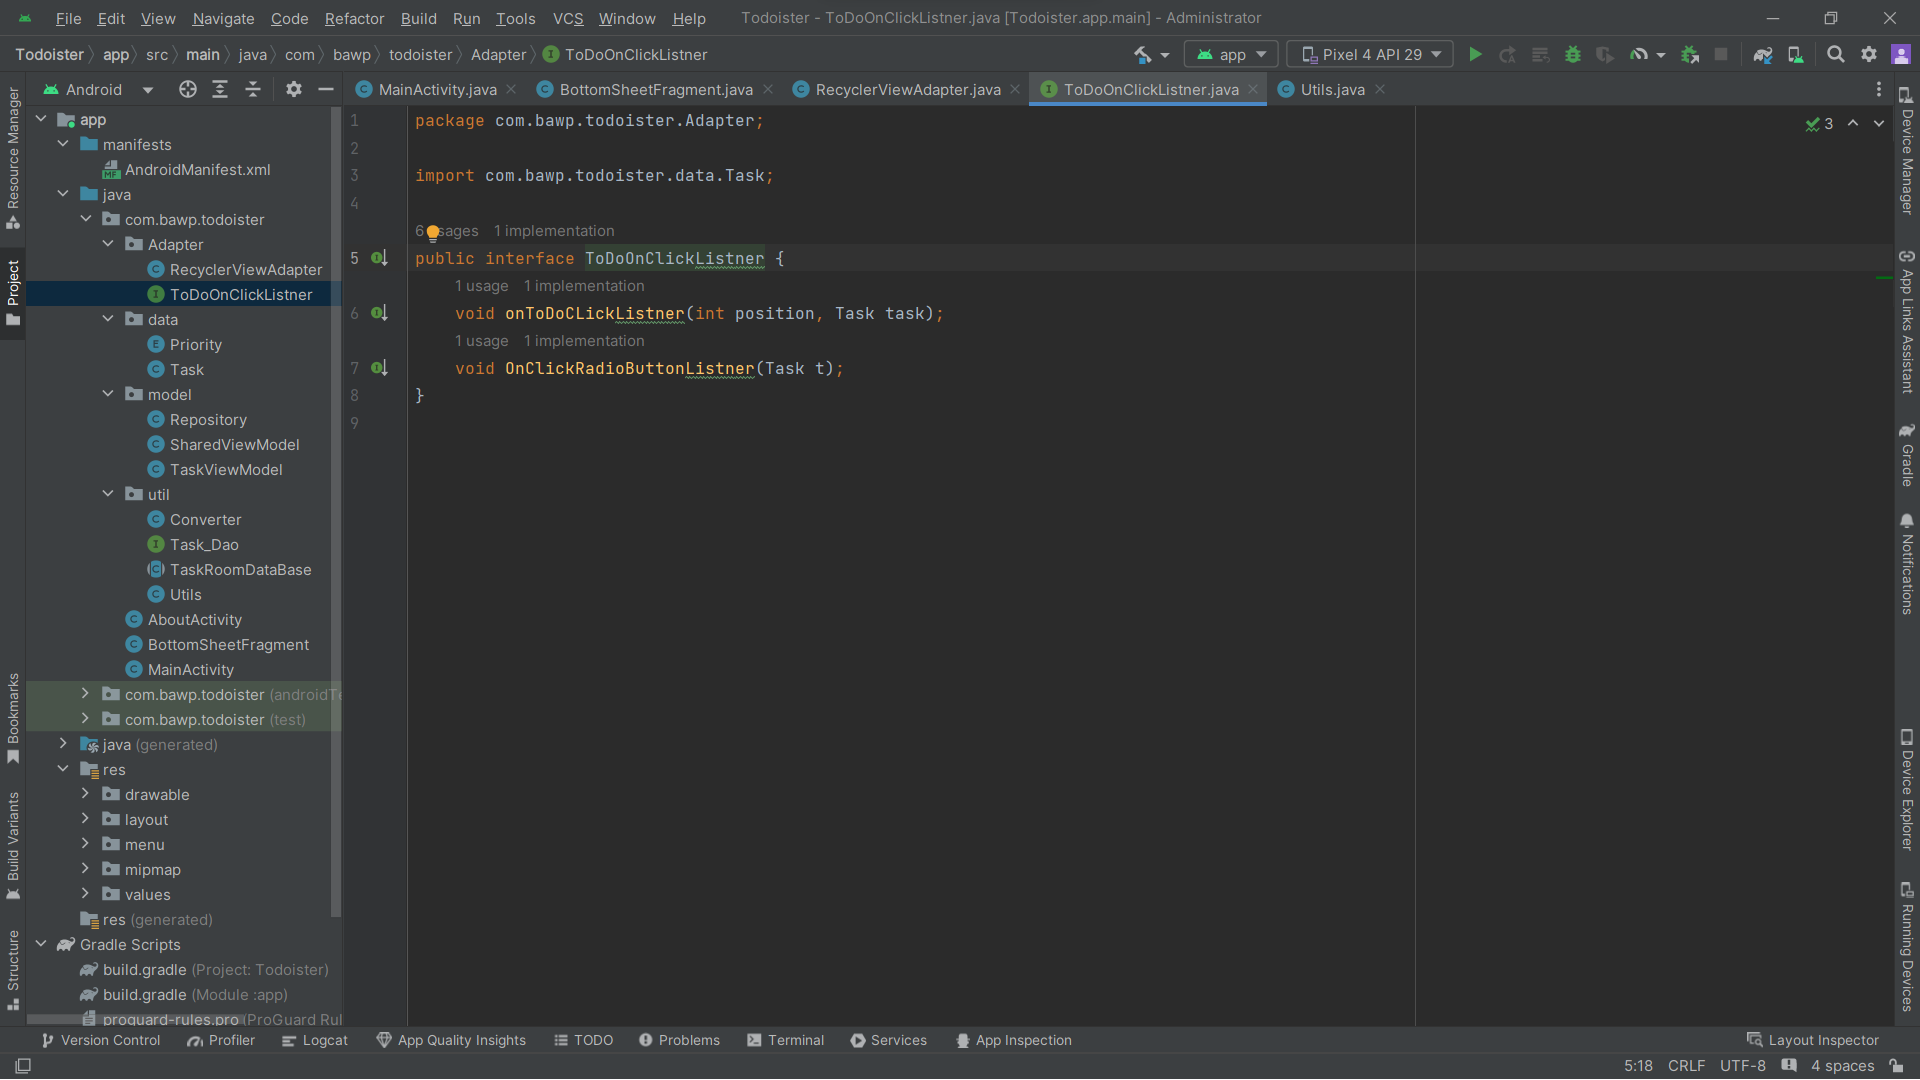 File Edit View Navigate Code Refactor Build Run Tools VCS Window Help Todoister - ToDoOnClickListner.java [Todoister.app.main] - Administrator
Todoister app src main java com bawp todoister Adapter ToDoOnClickListner app Pixel 4 API 29
Android MainActivity.java BottomSheetFragment.java RecyclerViewAdapter.java ToDoOnClickListner.java Utils.java
Resource Manager
Project
Bookmarks
Build Variants
Structure
app
manifests
AndroidManifest.xml
java
com.bawp.todoister
Adapter
RecyclerViewAdapter
ToDoOnClickListner
data
Priority
Task
model
Repository
SharedViewModel
TaskViewModel
util
Converter
Task_Dao
TaskRoomDataBase
Utils
AboutActivity
BottomSheetFragment
MainActivity
com.bawp.todoister (androidTe
com.bawp.todoister (test)
java (generated)
res
drawable
layout
menu
mipmap
values
res (generated)
Gradle Scripts
build.gradle (Project: Todoister)
build.gradle (Module :app)
proguard-rules.pro (ProGuard Rul
1 package com.bawp.todoister.Adapter;
2
3 import com.bawp.todoister.data.Task;
4
6 usages 1 implementation
5 public interface ToDoOnClickListner {
1 usage 1 implementation
6 void onToDoCLickListner(int position, Task task);
1 usage 1 implementation
7 void OnClickRadioButtonListner(Task t);
8 }
9
3
Device Manager
App Links Assistant
Gradle
Notifications
Device Explorer
Running Devices
Version Control Profiler Logcat App Quality Insights TODO Problems Terminal Services App Inspection Layout Inspector
5:18 CRLF UTF-8 4 spaces